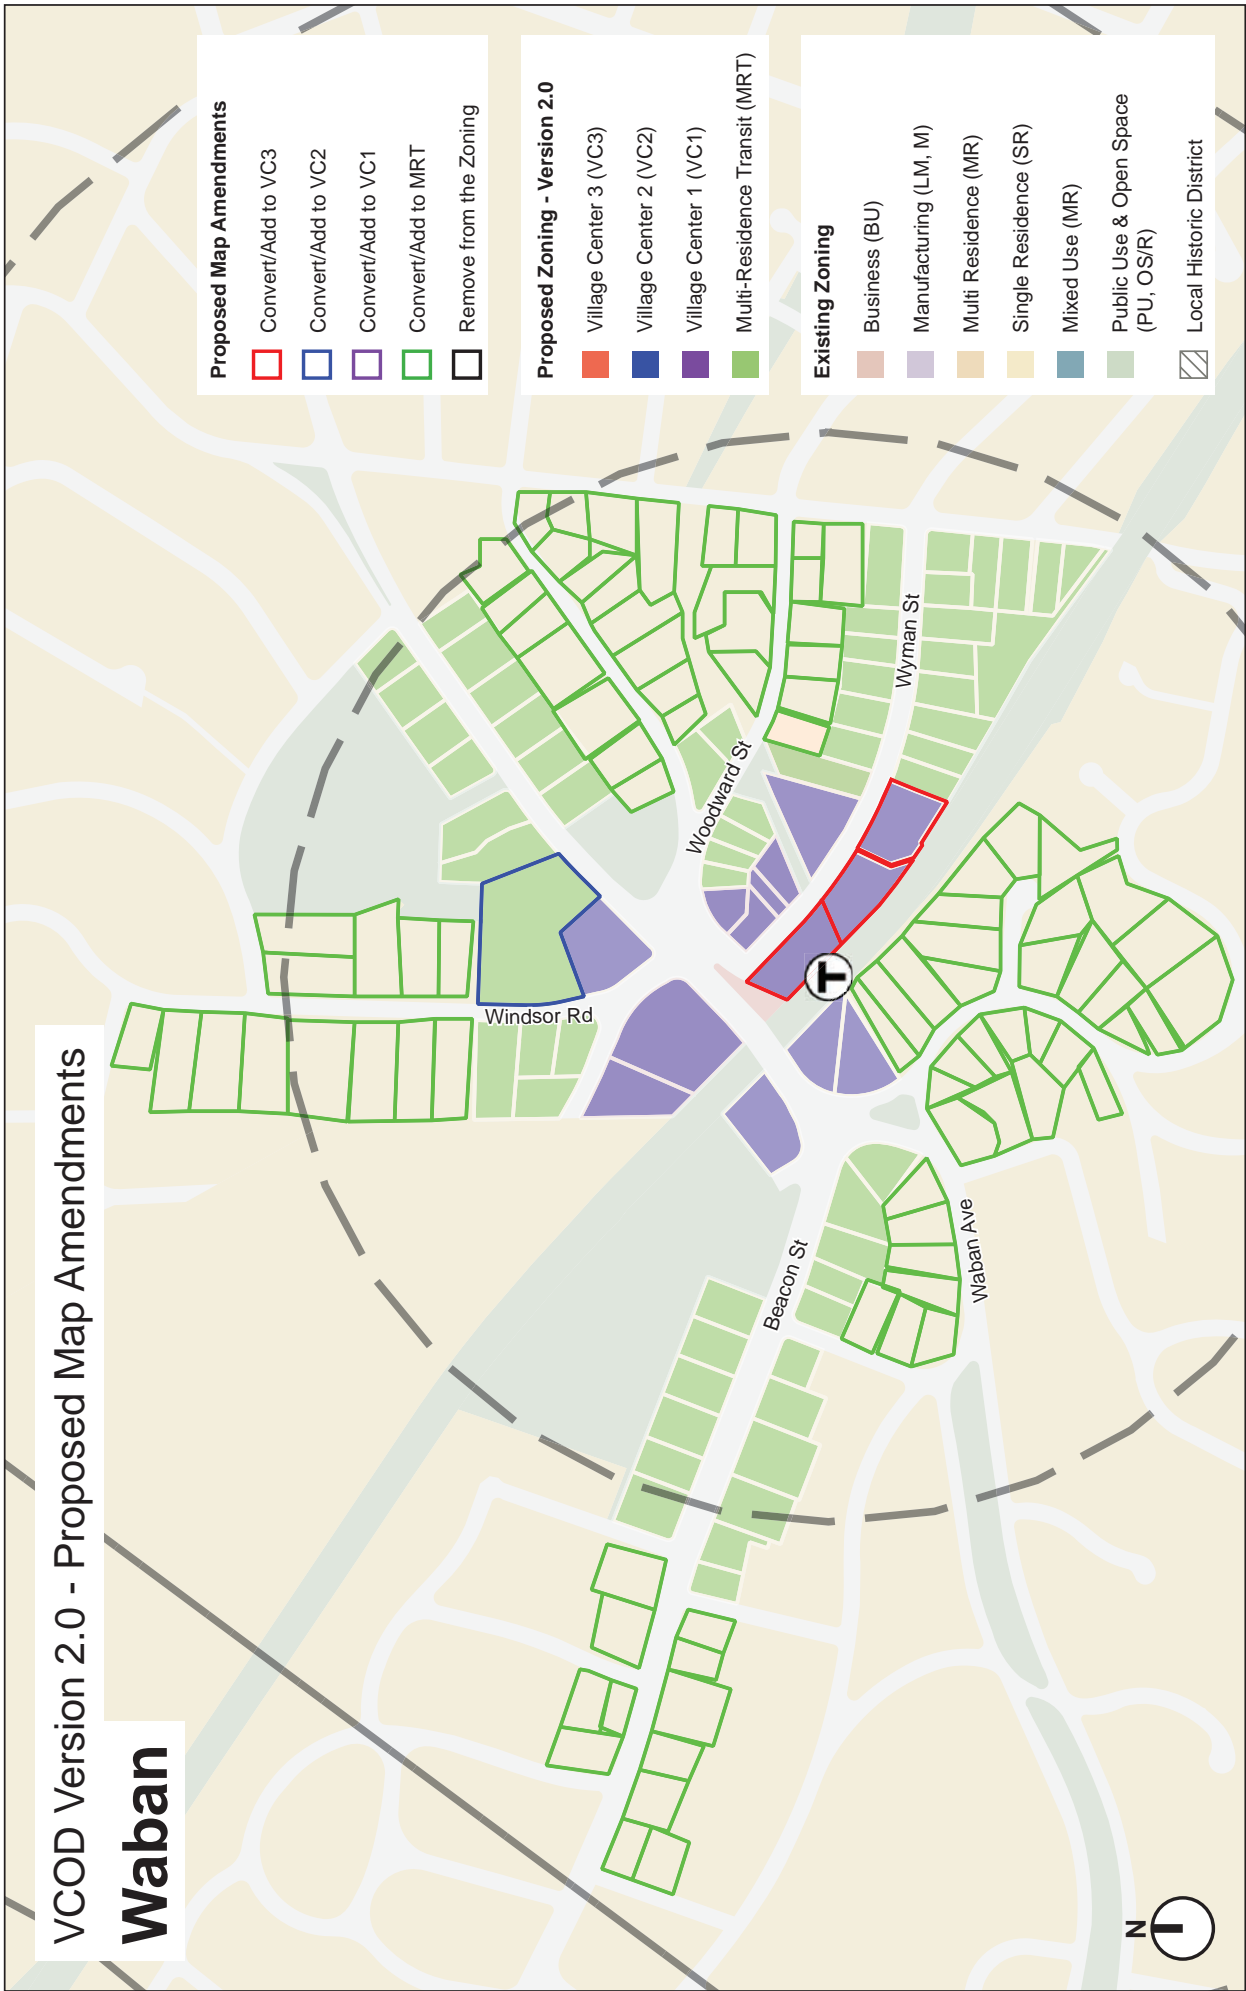 VCOD Version 2.0 - Proposed Map Amendments
Waban
Proposed Map Amendments
Convert/Add to VC3
Convert/Add to VC2
Convert/Add to VC1
Convert/Add to MRT
Remove from the Zoning
Proposed Zoning - Version 2.0
Village Center 3 (VC3)
Village Center 2 (VC2)
Village Center 1 (VC1)
Multi-Residence Transit (MRT)
Existing Zoning
Business (BU)
Manufacturing (LM, M)
Multi Residence (MR)
Single Residence (SR)
Mixed Use (MR)
Public Use & Open Space
(PU, OS/R)
Local Historic District
Windsor Rd
Woodward St
Wyman St
Beacon St
Waban Ave
T
N